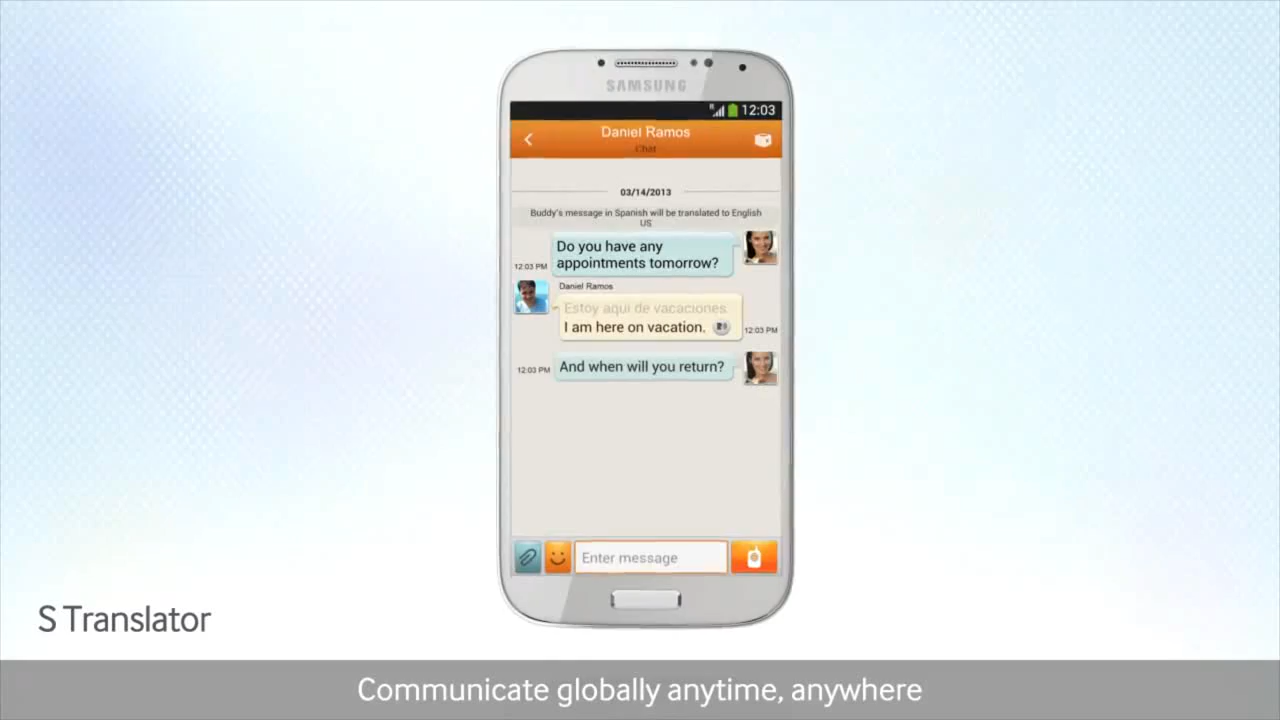 SAMSUNG
12:03
Daniel Ramos
Chat
03/14/2013
Buddy's message in Spanish will be translated to English
US
Do you have any
appointments tomorrow?
12:03 PM
Daniel Ramos
Estoy aqui de vacaciones.
I am here on vacation.
12:03 PM
And when will you return?
12:03 PM
Enter message
S Translator
Communicate globally anytime, anywhere